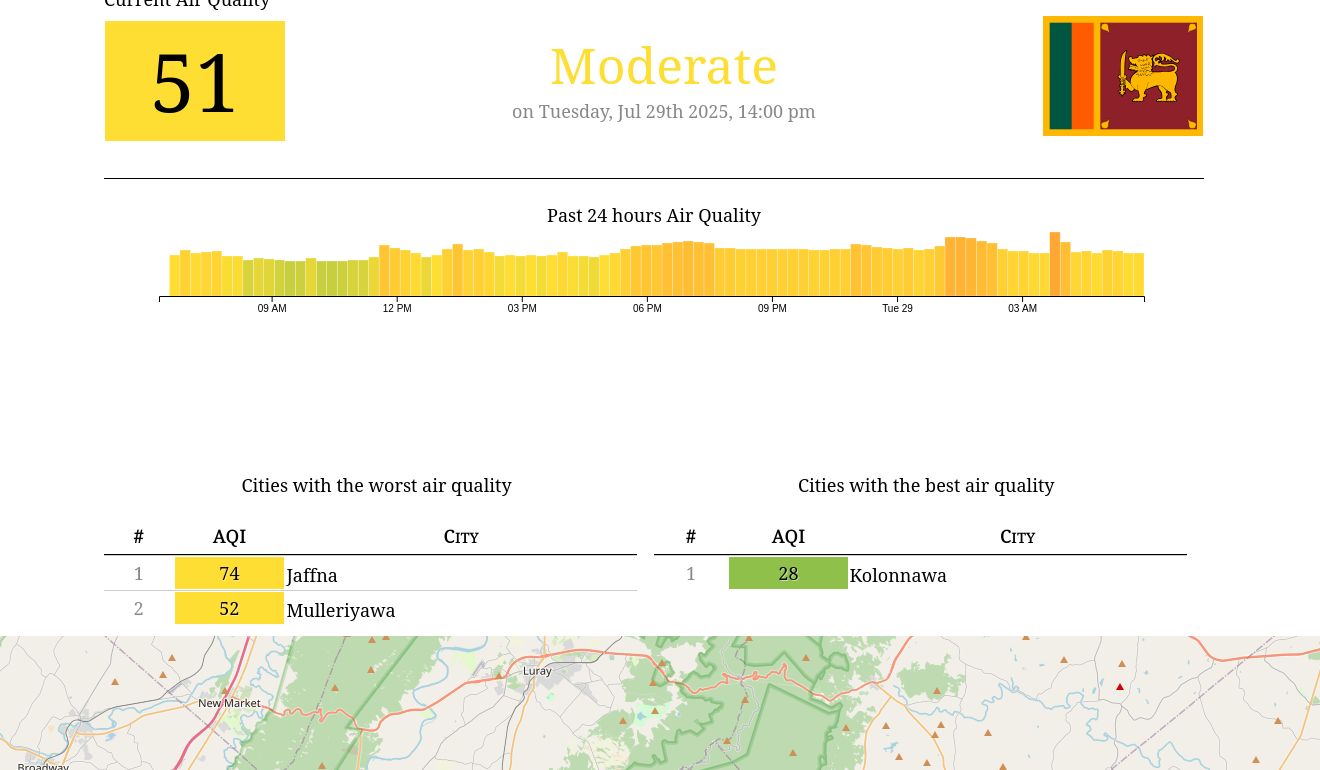 Current Air Quality
51
Moderate
on Tuesday, Jul 29th 2025, 14:00 pm
Past 24 hours Air Quality
09 AM 12 PM 03 PM 06 PM 09 PM Tue 29 03 AM
Cities with the worst air quality
# AQI City
1 74 Jaffna
2 52 Mulleriyawa
Cities with the best air quality
# AQI City
1 28 Kolonnawa
Luray
New Market
Broadway